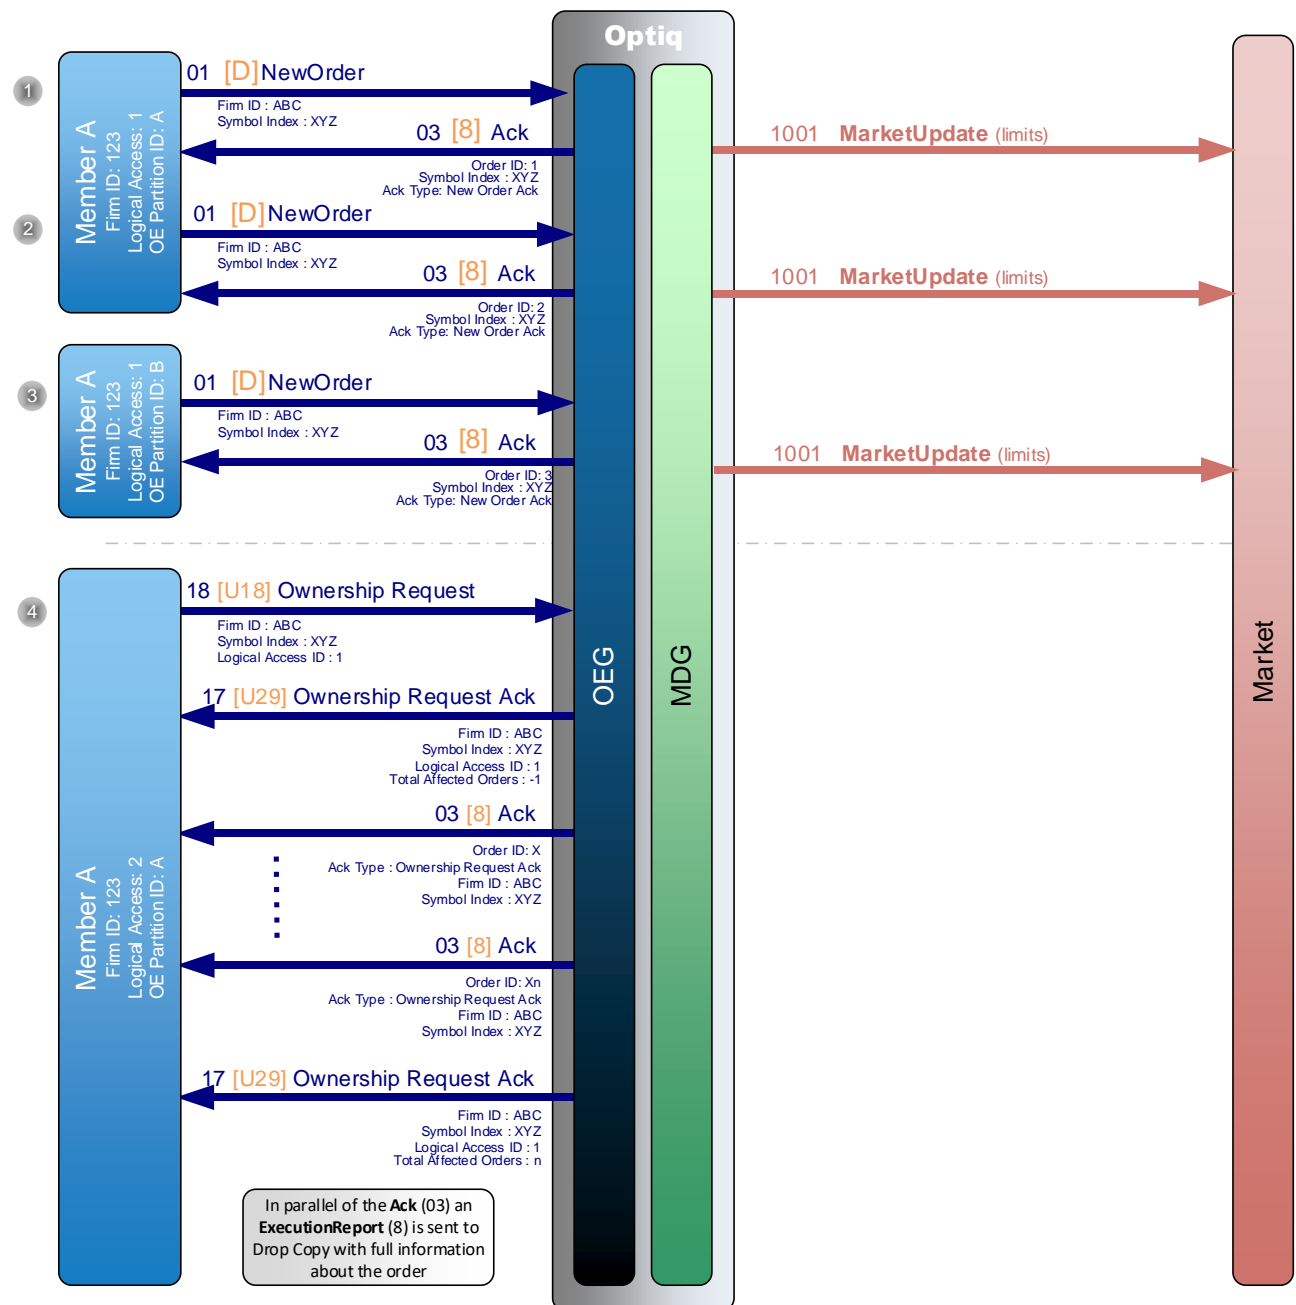 Optiq
1
Member A
Firm ID: 123
Logical Access: 1
OE Partition ID: A
01 [D] NewOrder
Firm ID : ABC
Symbol Index : XYZ
03 [8] Ack
Order ID: 1
Symbol Index : XYZ
Ack Type: New Order Ack
1001 MarketUpdate (limits)
2
01 [D] NewOrder
Firm ID : ABC
Symbol Index : XYZ
03 [8] Ack
Order ID: 2
Symbol Index : XYZ
Ack Type: New Order Ack
1001 MarketUpdate (limits)
3
Member A
Firm ID: 123
Logical Access: 1
OE Partition ID: B
01 [D] NewOrder
Firm ID : ABC
Symbol Index : XYZ
03 [8] Ack
Order ID: 3
Symbol Index : XYZ
Ack Type: New Order Ack
1001 MarketUpdate (limits)
4
Member A
Firm ID: 123
Logical Access: 2
OE Partition ID: A
18 [U18] Ownership Request
Firm ID : ABC
Symbol Index : XYZ
Logical Access ID : 1
OEG
MDG
Market
17 [U29] Ownership Request Ack
Firm ID : ABC
Symbol Index : XYZ
Logical Access ID : 1
Total Affected Orders : -1
03 [8] Ack
Order ID: X
Ack Type : Ownership Request Ack
Firm ID : ABC
Symbol Index : XYZ
03 [8] Ack
Order ID: Xn
Ack Type : Ownership Request Ack
Firm ID : ABC
Symbol Index : XYZ
17 [U29] Ownership Request Ack
Firm ID : ABC
Symbol Index : XYZ
Logical Access ID : 1
Total Affected Orders : n
In parallel of the Ack (03) an
ExecutionReport (8) is sent to
Drop Copy with full information
about the order